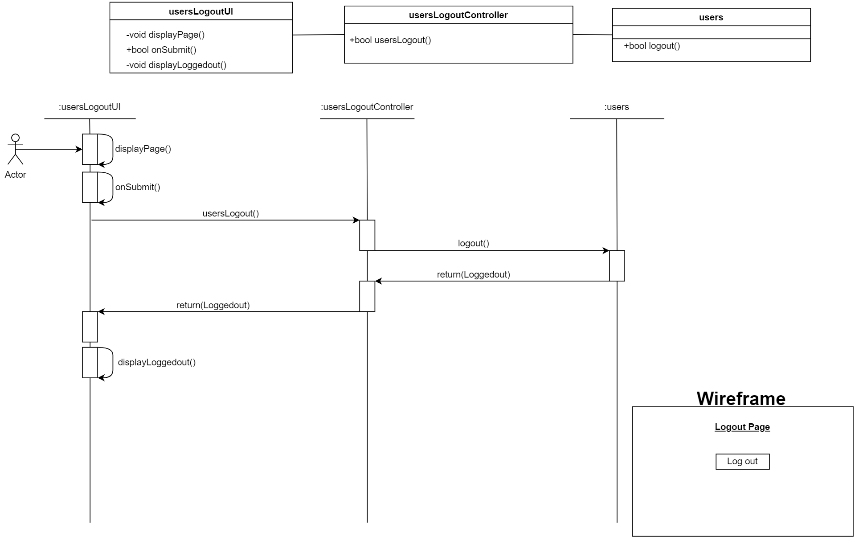 usersLogoutUI
-void displayPage()
+bool onSubmit()
-void displayLoggedout()
usersLogoutController
+bool usersLogout()
users
+bool logout()
:usersLogoutUI
:usersLogoutController
:users
Actor
displayPage()
onSubmit()
usersLogout()
logout()
return(Loggedout)
return(Loggedout)
displayLoggedout()
Wireframe
Logout Page
Log out